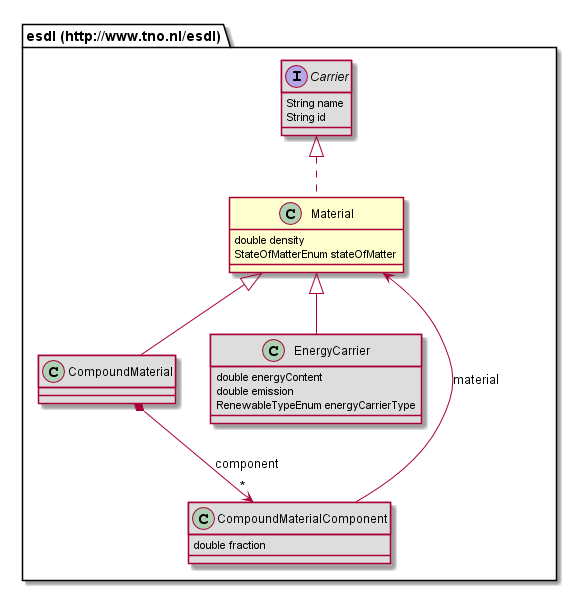 esdl (http://www.tno.nl/esdl)
I Carrier
String name
String id
C Material
double density
StateOfMatterEnum stateOfMatter
C CompoundMaterial
C EnergyCarrier
double energyContent
double emission
RenewableTypeEnum energyCarrierType
material
component
*
C CompoundMaterialComponent
double fraction